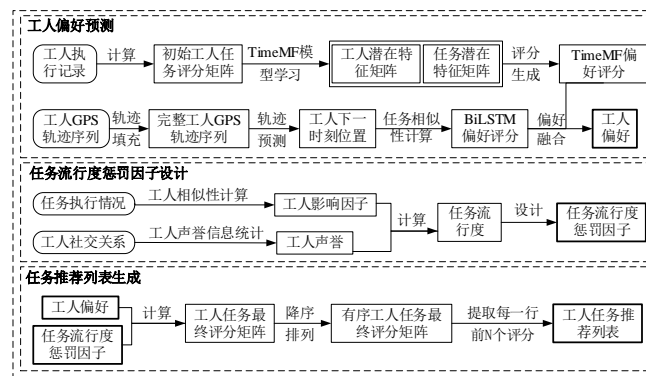 工人偏好预测
工人执行记录
计算
初始工人任务评分矩阵
TimeMF模型学习
工人潜在特征矩阵
任务潜在特征矩阵
评分生成
TimeMF偏好评分
工人GPS轨迹序列
轨迹填充
完整工人GPS轨迹序列
轨迹预测
工人下一时刻位置
任务相似性计算
BiLSTM偏好评分
偏好融合
工人偏好
任务流行度惩罚因子设计
任务执行情况
工人相似性计算
工人影响因子
工人社交关系
工人声誉信息统计
工人声誉
计算
任务流行度
设计
任务流行度惩罚因子
任务推荐列表生成
工人偏好
任务流行度惩罚因子
计算
工人任务最终评分矩阵
降序排列
有序工人任务最终评分矩阵
提取每一行前N个评分
工人任务推荐列表